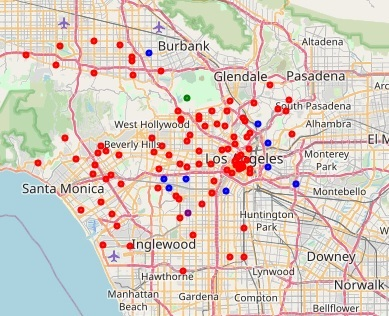 Burbank
Altadena
Glendale
Pasadena
South Pasadena
West Hollywood
Alhambra
Beverly Hills
El M
Los Angeles
Monterey
Park
Santa Monica
Montebello
Huntington
Park
Inglewood
Downey
Hawthorne
Lynwood
Norwalk
Manhattan
Beach
Gardena
Compton
Bellflower